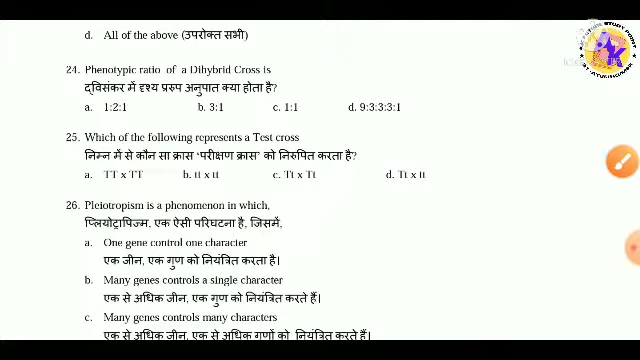 d. All of the above (उपरोक्त सभी)
24. Phenotypic ratio of a Dihybrid Cross is
द्विसंकर में दृश्य प्ररुप अनुपात क्या होता है?
a. 1:2:1 b. 3:1 c. 1:1 d. 9:3:3:3:1
25. Which of the following represents a Test cross
निम्न में से कौन सा क्रास 'परीक्षण क्रास' को निरुपित करता है?
a. TT x TT b. tt x tt c. Tt x Tt d. Tt x tt
26. Pleiotropism is a phenomenon in which,
प्लियोट्रापिज्म, एक ऐसी परिघटना है, जिसमें,
a. One gene control one character
एक जीन, एक गुण को नियंत्रित करता है।
b. Many genes controls a single character
एक से अधिक जीन, एक गुण को नियंत्रित करते हैं।
c. Many genes controls many characters
एक से अधिक जीन, एक से अधिक गुणों को नियंत्रित करते हैं।